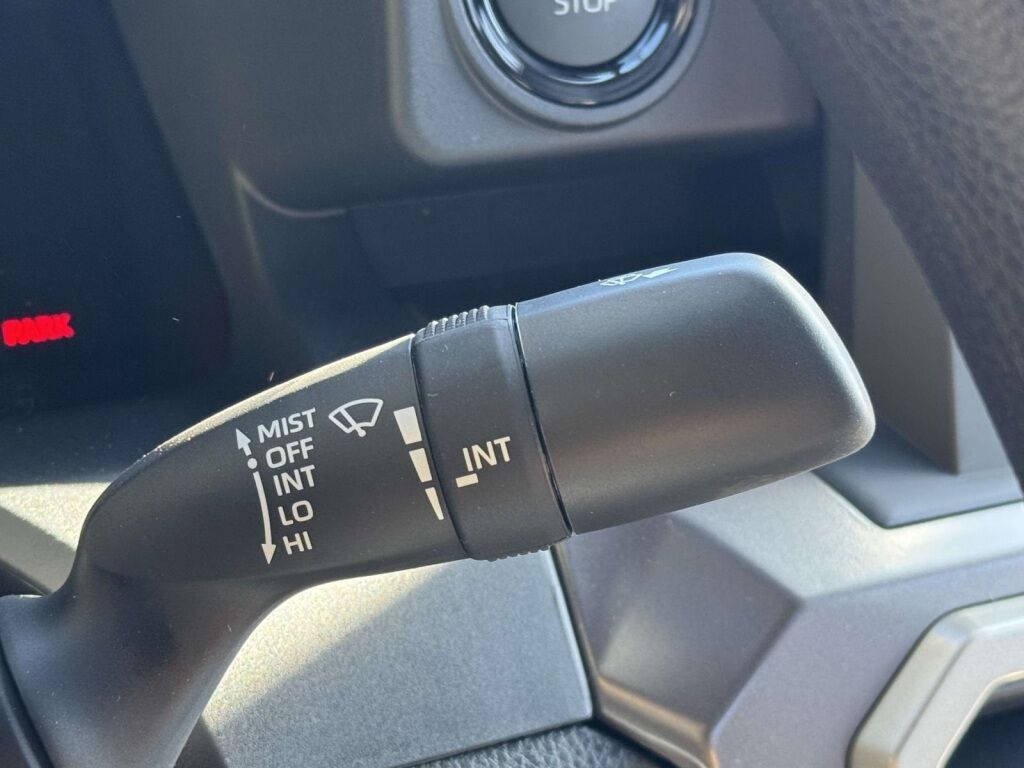 STOP
PARK
MIST
OFF
INT
LO
HI
INT